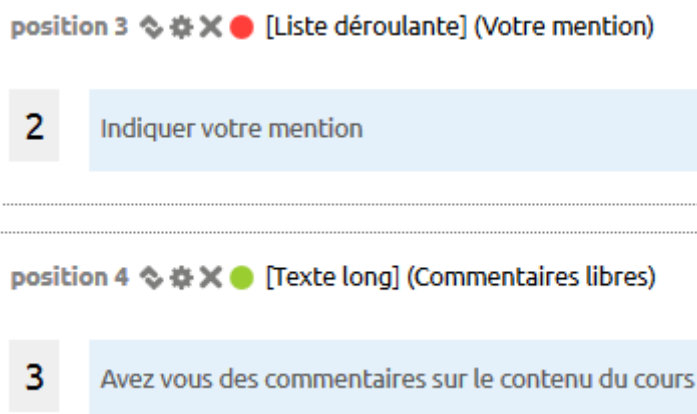 position 3 [Liste déroulante] (Votre mention)
2 Indiquer votre mention
position 4 [Texte long] (Commentaires libres)
3 Avez vous des commentaires sur le contenu du cours